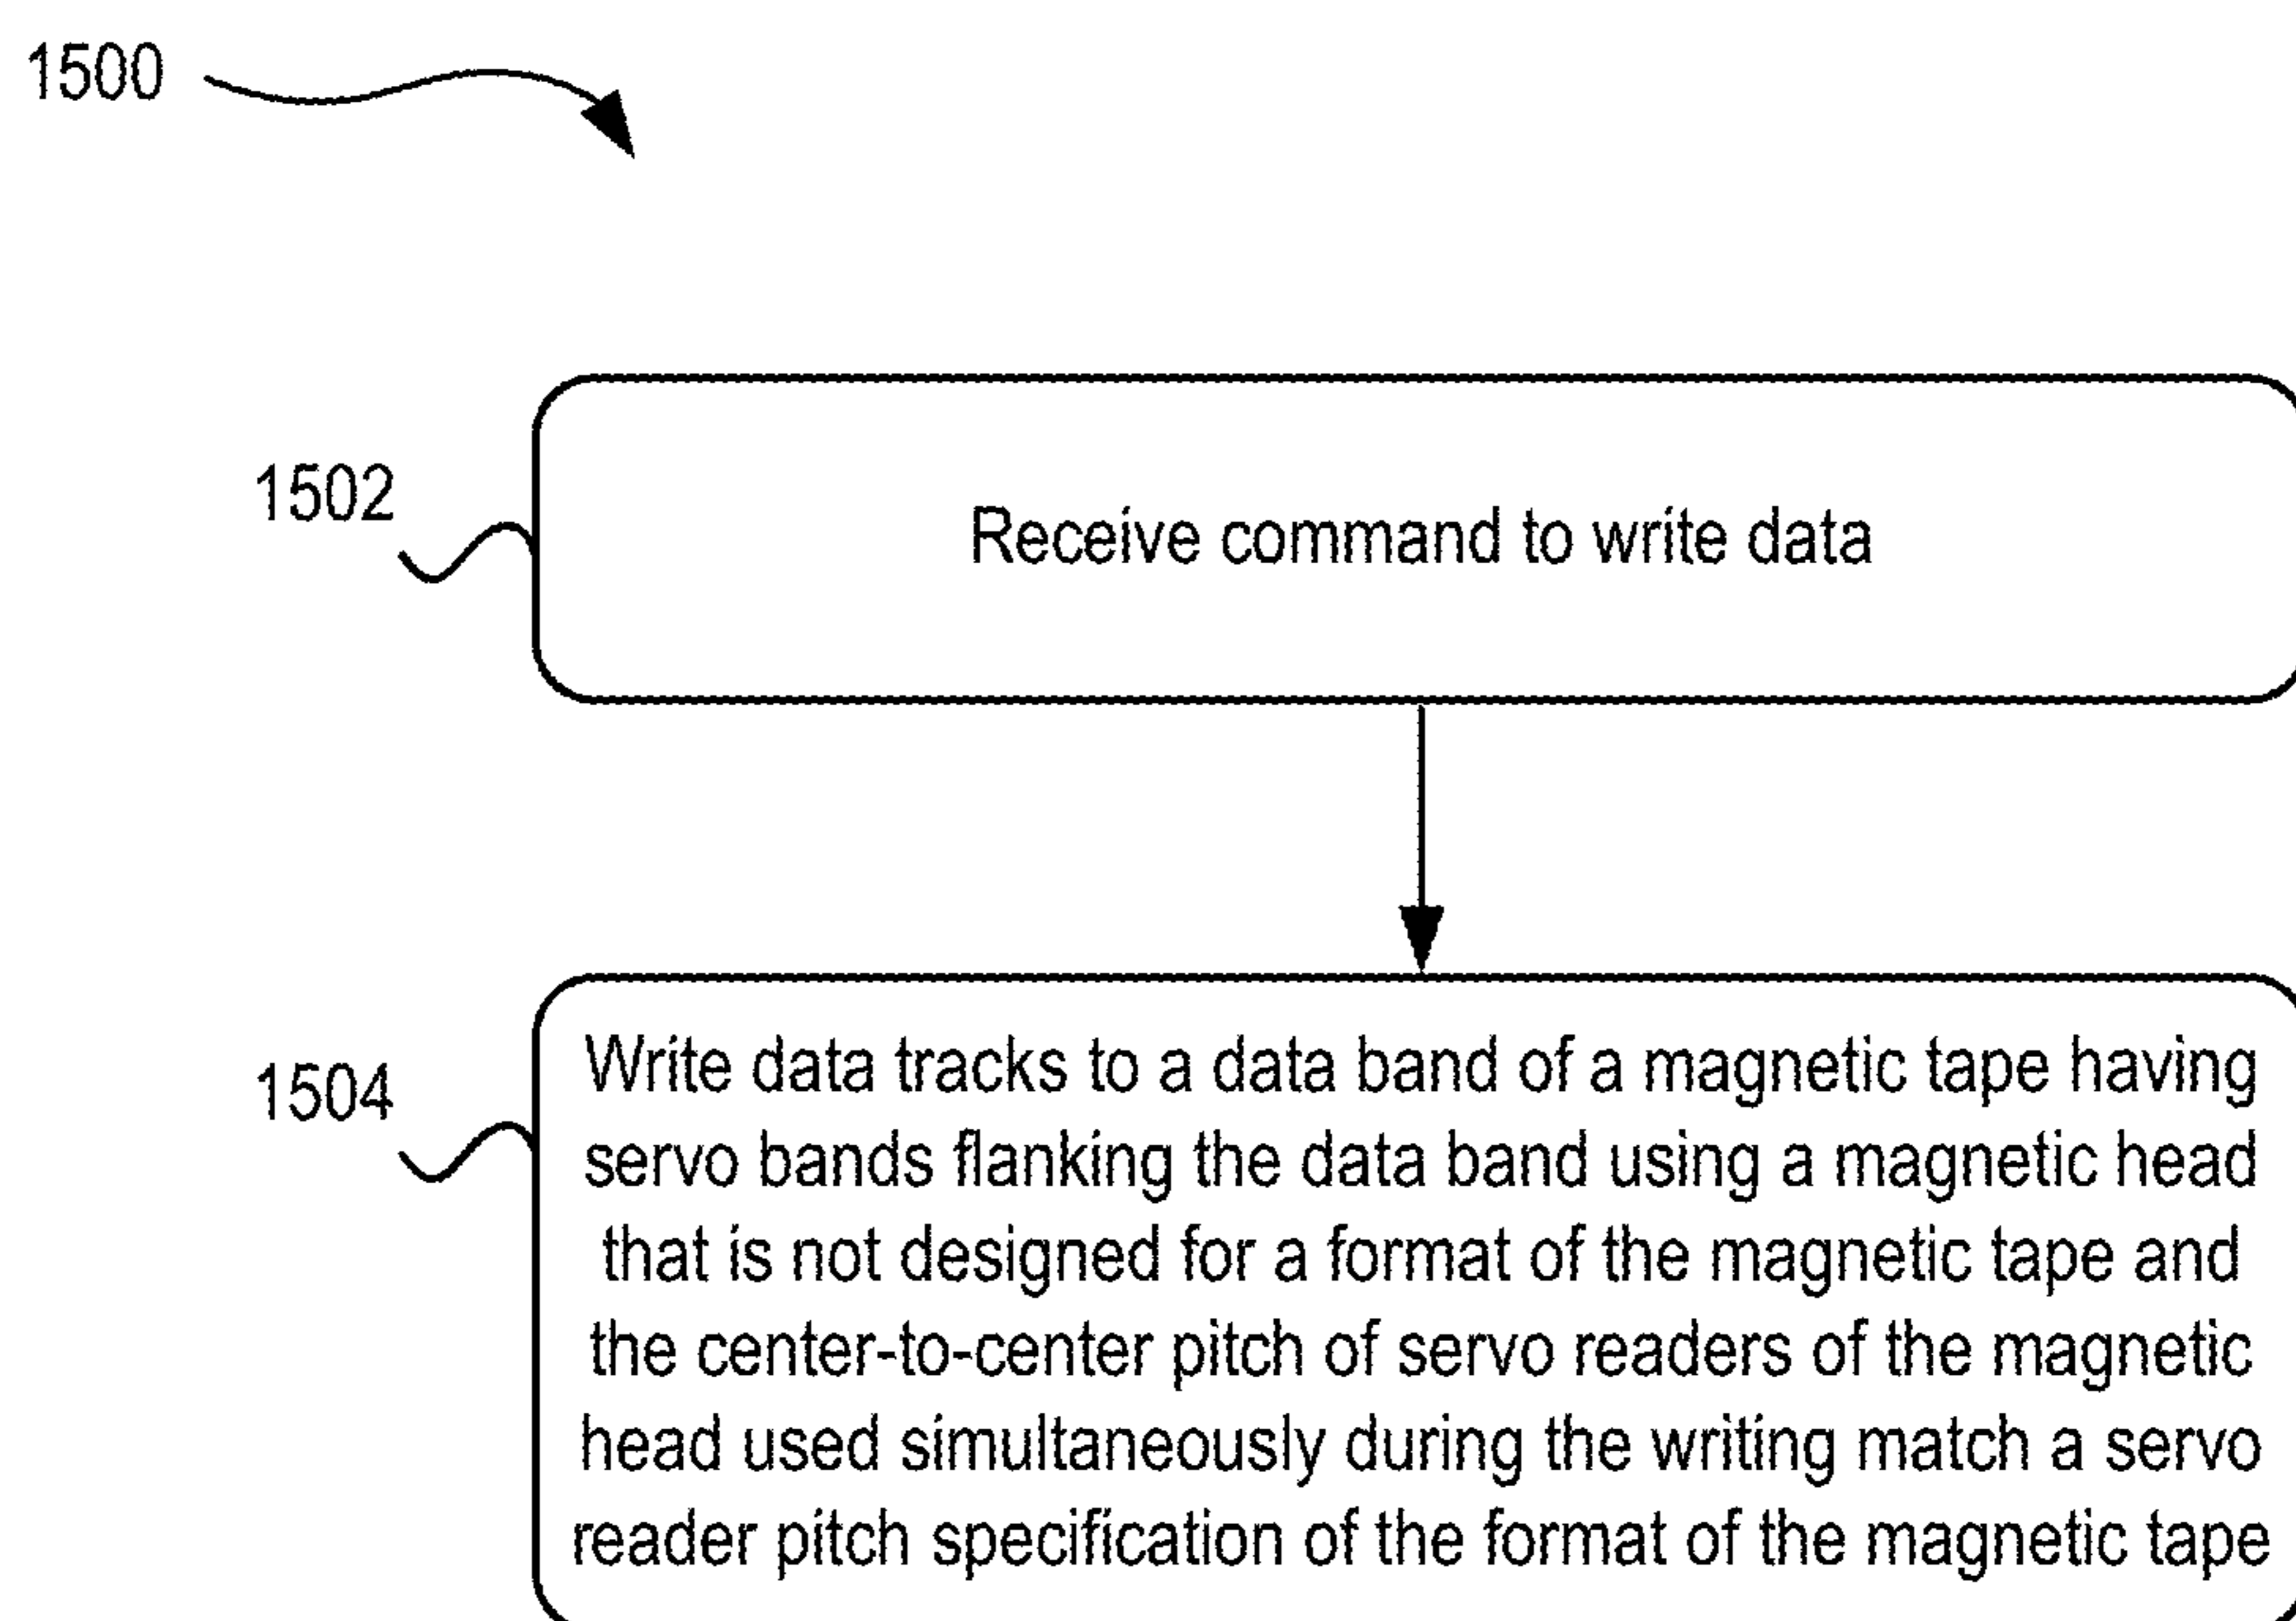 1500
1502
Receive command to write data
1504
Write data tracks to a data band of a magnetic tape having
servo bands flanking the data band using a magnetic head
that is not designed for a format of the magnetic tape and
the center-to-center pitch of servo readers of the magnetic
head used simultaneously during the writing match a servo
reader pitch specification of the format of the magnetic tape